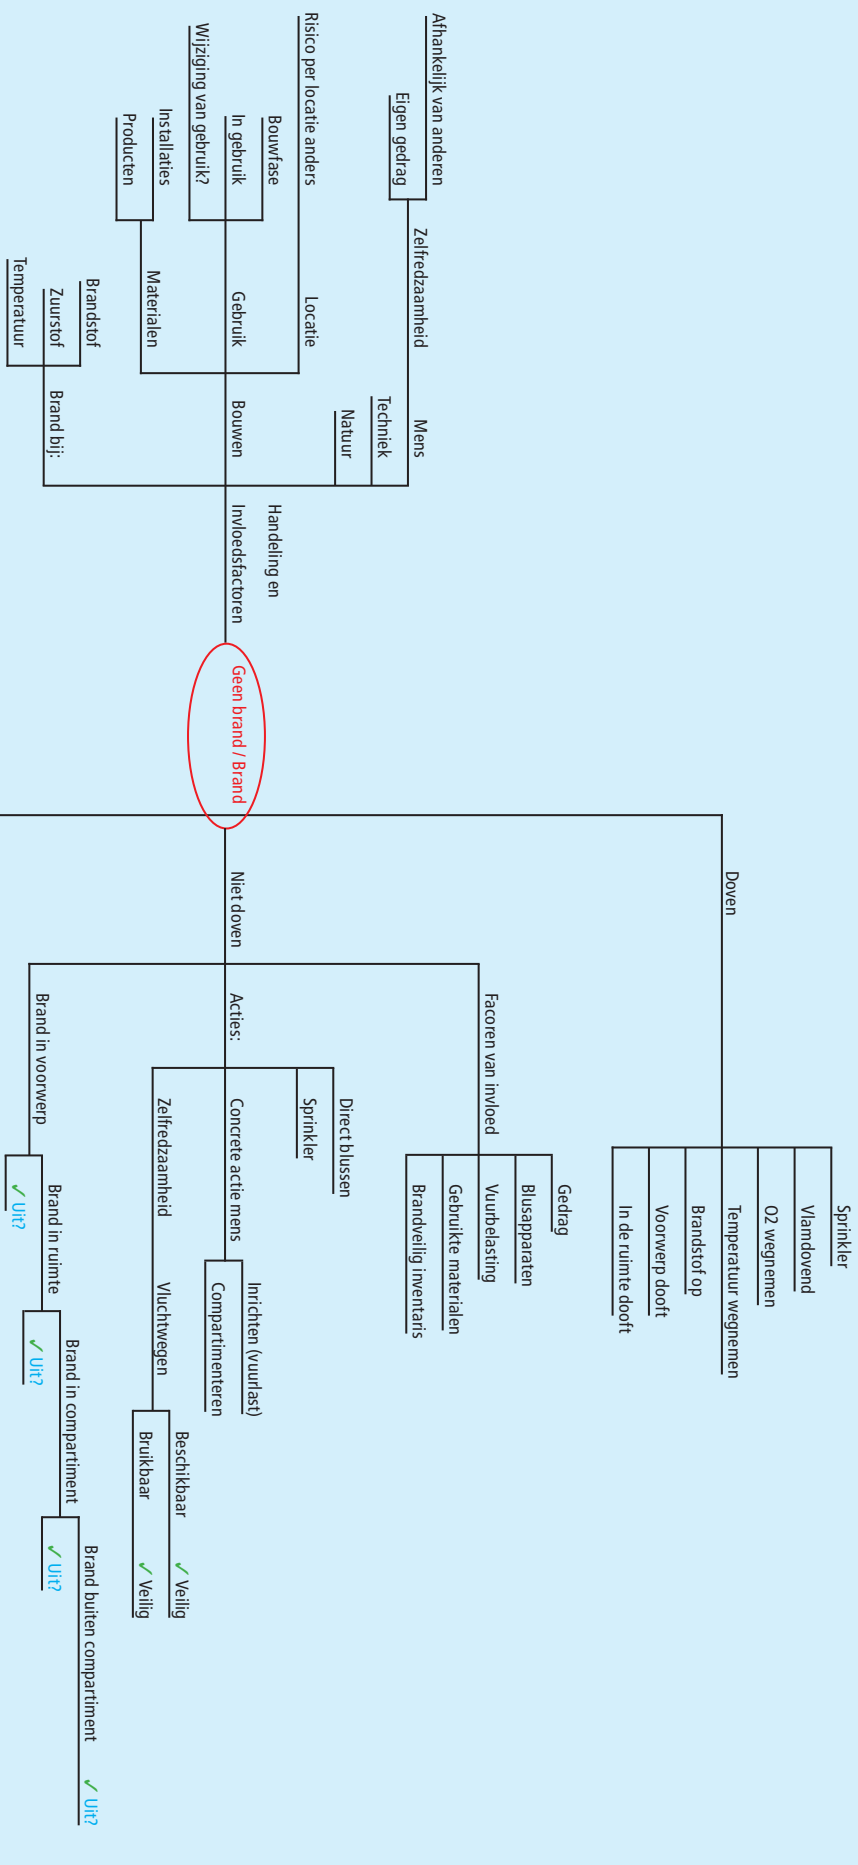 Afhankelijk van anderen
Eigen gedrag
Zelfredzaamheid
Mens
Techniek
Natuur
Risico per locatie anders
Locatie
Bouwfase
In gebruik
Wijziging van gebruik?
Gebruik
Installaties
Producten
Materialen
Bouwen
Brandstof
Zuurstof
Temperatuur
Brand bij:
Handeling en
Invloedsfactoren
Geen brand / Brand
Doven
Sprinkler
Vlamdovend
O2 wegnemen
Temperatuur wegnemen
Brandstof op
Voorwerp dooft
In de ruimte dooft
Niet doven
Facoren van invloed
Gedrag
Blusapparaten
Vuurbelasting
Gebruikte materialen
Brandveilig inventaris
Acties:
Direct blussen
Sprinkler
Concrete actie mens
Inrichten (vuurlast)
Compartimenteren
Zelfredzaamheid
Vluchtwegen
Beschikbaar ✓ Veilig
Bruikbaar ✓ Veilig
Brand in voorwerp
✓ Uit?
Brand in ruimte
✓ Uit?
Brand in compartiment
✓ Uit?
Brand buiten compartiment ✓ Uit?